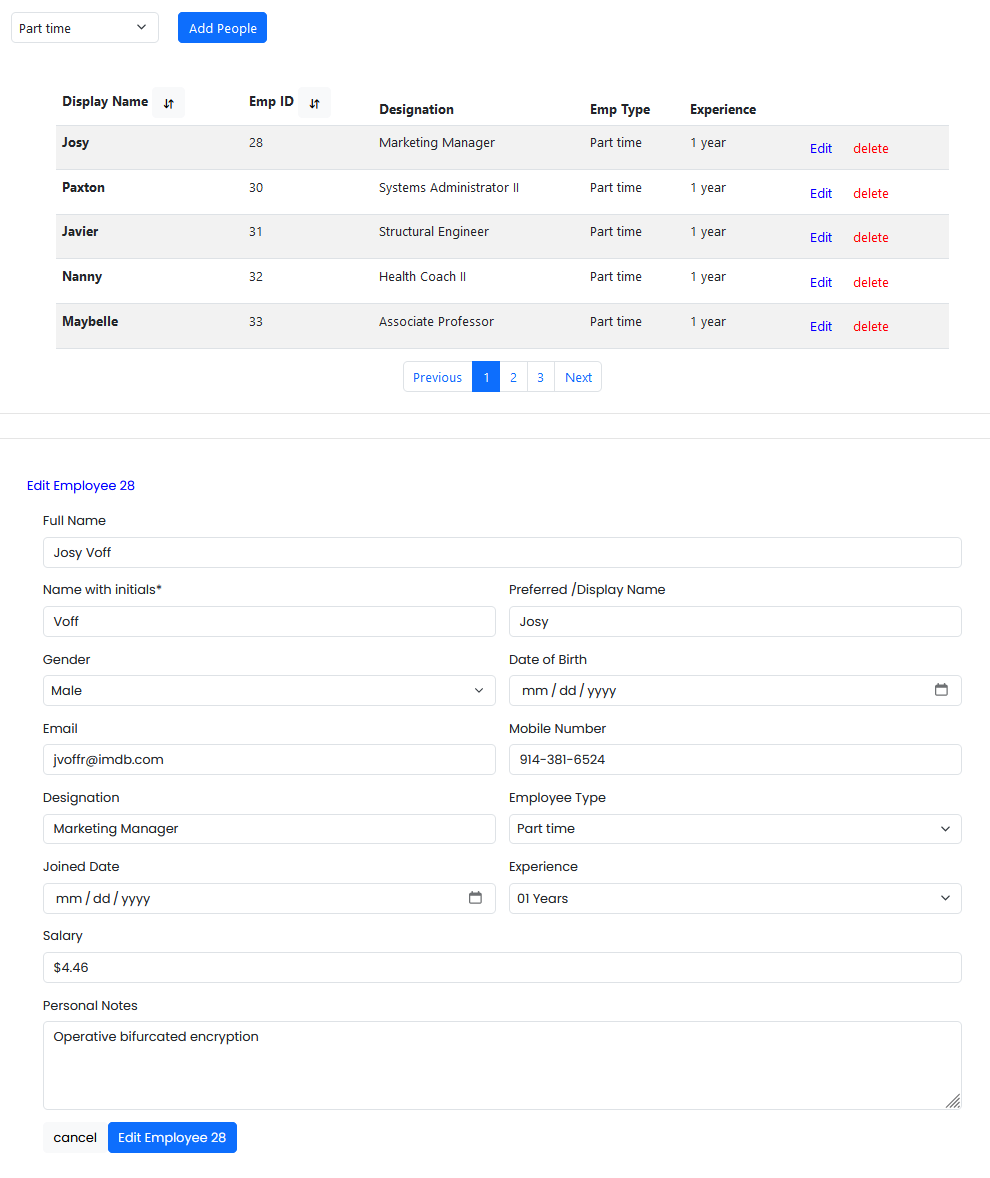 Part time Add People
Display Name Emp ID Designation Emp Type Experience
Josy 28 Marketing Manager Part time 1 year Edit delete
Paxton 30 Systems Administrator II Part time 1 year Edit delete
Javier 31 Structural Engineer Part time 1 year Edit delete
Nanny 32 Health Coach II Part time 1 year Edit delete
Maybelle 33 Associate Professor Part time 1 year Edit delete
Previous 1 2 3 Next
Edit Employee 28
Full Name
Josy Voff
Name with initials* Preferred /Display Name
Voff Josy
Gender Date of Birth
Male mm / dd / yyyy
Email Mobile Number
jvoffr@imdb.com 914-381-6524
Designation Employee Type
Marketing Manager Part time
Joined Date Experience
mm / dd / yyyy 01 Years
Salary
$4.46
Personal Notes
Operative bifurcated encryption
cancel Edit Employee 28